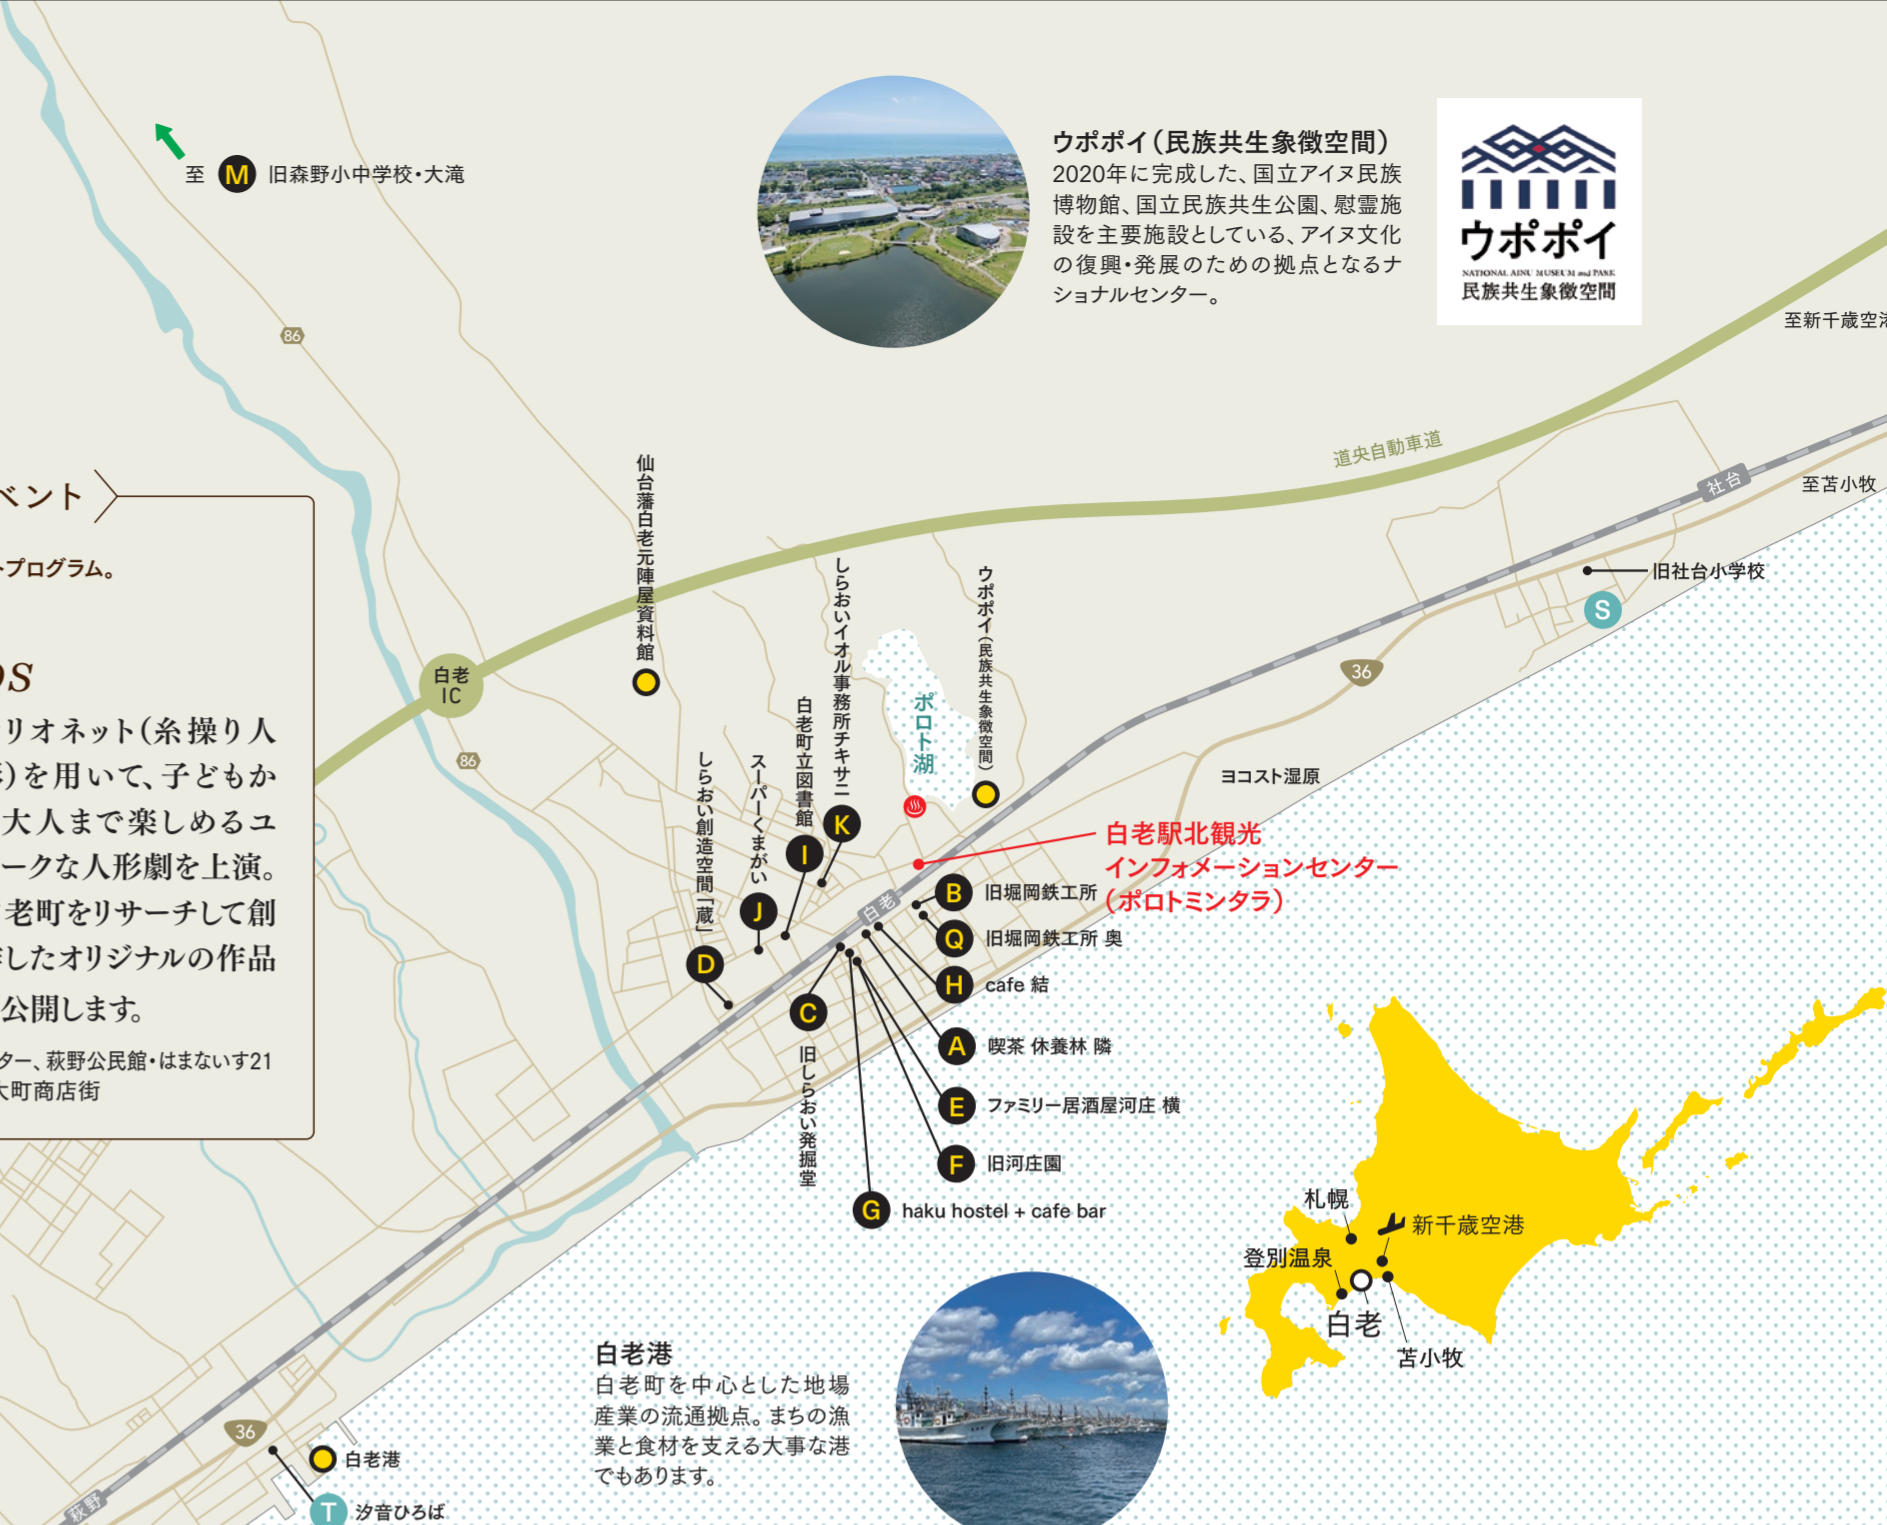 至 M 旧森野小中学校・大滝
86
ウポポイ（民族共生象徴空間）
2020年に完成した、国立アイヌ民族
博物館、国立民族共生公園、慰霊施
設を主要施設としている、アイヌ文化
の復興・発展のための拠点となるナ
ショナルセンター。
ウポポイ
NATIONAL AINU MUSEUM and PARK
民族共生象徴空間
至新千歳空港
道央自動車道
社台
至苫小牧
旧社台小学校
S
36
ヨコスト湿原
仙台藩白老元陣屋資料館
白老
IC
86
ベント
トプログラム。
os
リオネット（糸操り人
形）を用いて、子どもか
大人まで楽しめるユ
ークな人形劇を上演。
老町をリサーチして創
作したオリジナルの作品
公開します。
ター、萩野公民館・はまないす21
大町商店街
しらおい創造空間「蔵」
D
スーパーくまがい
J
白老町立図書館
I
しらおいイオル事務所チキサニ
K
ポロト湖
ウポポイ（民族共生象徴空間）
白老駅北観光
インフォメーションセンター
（ポロトミンタラ）
白老
B 旧堀岡鉄工所
Q 旧堀岡鉄工所 奥
H cafe 結
A 喫茶 休養林 隣
E ファミリー居酒屋河庄 横
F 旧河庄園
G haku hostel + cafe bar
C
旧しらおい発掘堂
札幌
新千歳空港
登別温泉
白老
苫小牧
白老港
白老町を中心とした地場
産業の流通拠点。まちの漁
業と食材を支える大事な港
でもあります。
36
白老港
T 汐音ひろば
萩野